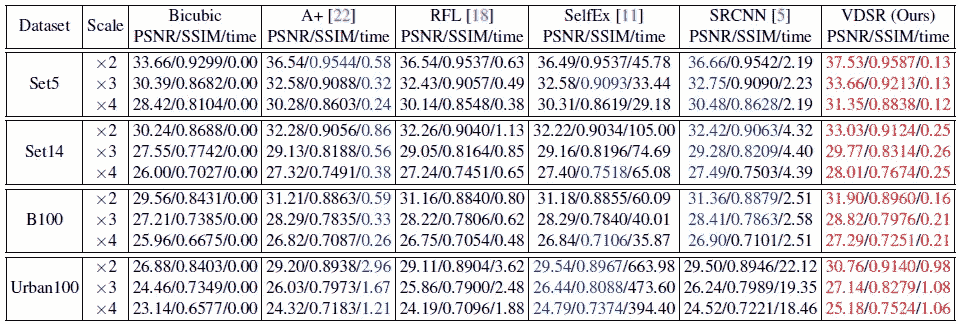 Dataset Scale Bicubic PSNR/SSIM/time A+ [22] PSNR/SSIM/time RFL [18] PSNR/SSIM/time SelfEx [11] PSNR/SSIM/time SRCNN [5] PSNR/SSIM/time VDSR (Ours) PSNR/SSIM/time
Set5 ×2 33.66/0.9299/0.00 36.54/0.9544/0.58 36.54/0.9537/0.63 36.49/0.9537/45.78 36.66/0.9542/2.19 37.53/0.9587/0.13
×3 30.39/0.8682/0.00 32.58/0.9088/0.32 32.43/0.9057/0.49 32.58/0.9093/33.44 32.75/0.9090/2.23 33.66/0.9213/0.13
×4 28.42/0.8104/0.00 30.28/0.8603/0.24 30.14/0.8548/0.38 30.31/0.8619/29.18 30.48/0.8628/2.19 31.35/0.8838/0.12
Set14 ×2 30.24/0.8688/0.00 32.28/0.9056/0.86 32.26/0.9040/1.13 32.22/0.9034/105.00 32.42/0.9063/4.32 33.03/0.9124/0.25
×3 27.55/0.7742/0.00 29.13/0.8188/0.56 29.05/0.8164/0.85 29.16/0.8196/74.69 29.28/0.8209/4.40 29.77/0.8314/0.26
×4 26.00/0.7027/0.00 27.32/0.7491/0.38 27.24/0.7451/0.65 27.40/0.7518/65.08 27.49/0.7503/4.39 28.01/0.7674/0.25
B100 ×2 29.56/0.8431/0.00 31.21/0.8863/0.59 31.16/0.8840/0.80 31.18/0.8855/60.09 31.36/0.8879/2.51 31.90/0.8960/0.16
×3 27.21/0.7385/0.00 28.29/0.7835/0.33 28.22/0.7806/0.62 28.29/0.7840/40.01 28.41/0.7863/2.58 28.82/0.7976/0.21
×4 25.96/0.6675/0.00 26.82/0.7087/0.26 26.75/0.7054/0.48 26.84/0.7106/35.87 26.90/0.7101/2.51 27.29/0.7251/0.21
Urban100 ×2 26.88/0.8403/0.00 29.20/0.8938/2.96 29.11/0.8904/3.62 29.54/0.8967/663.98 29.50/0.8946/22.12 30.76/0.9140/0.98
×3 24.46/0.7349/0.00 26.03/0.7973/1.67 25.86/0.7900/2.48 26.44/0.8088/473.60 26.24/0.7989/19.35 27.14/0.8279/1.08
×4 23.14/0.6577/0.00 24.32/0.7183/1.21 24.19/0.7096/1.88 24.79/0.7374/394.40 24.52/0.7221/18.46 25.18/0.7524/1.06